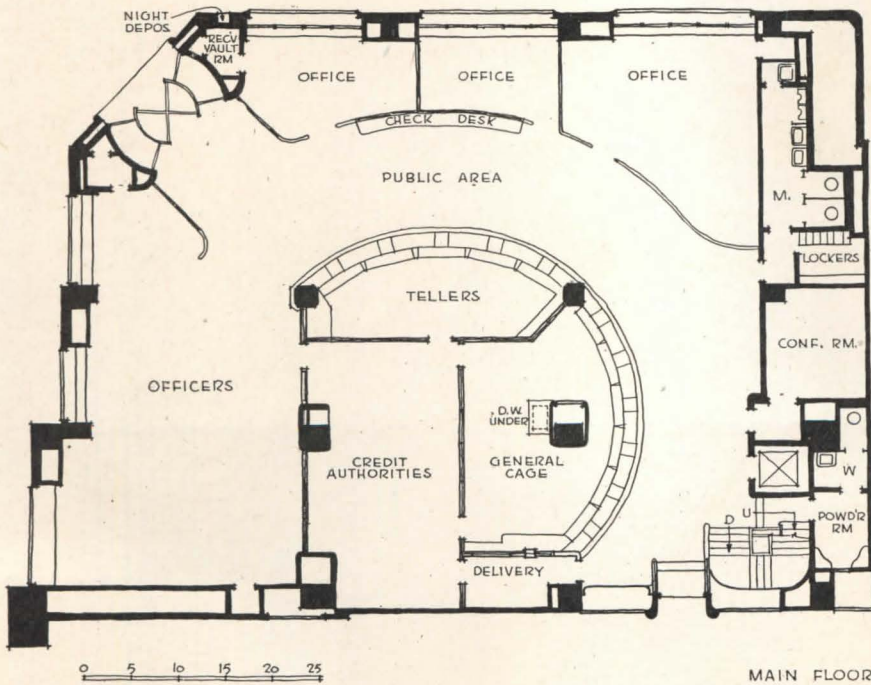 NIGHT
DEPOS.
RECV
VAULT
RM
OFFICE
OFFICE
OFFICE
CHECK DESK
PUBLIC AREA
M.
LOCKERS
TELLERS
CONF. RM.
OFFICERS
D.W.
UNDER
CREDIT
AUTHORITIES
GENERAL
CAGE
W
U
D
POWD'R
RM
DELIVERY
0 5 10 15 20 25
MAIN FLOOR